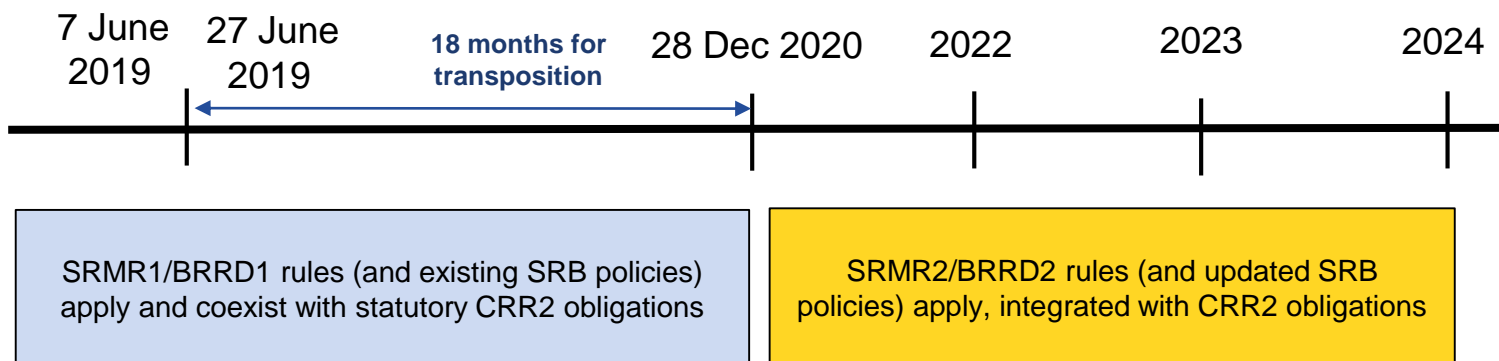 7 June
2019
27 June
2019
18 months for
transposition
28 Dec 2020
2022
2023
2024
SRMR1/BRRD1 rules (and existing SRB policies)
apply and coexist with statutory CRR2 obligations
SRMR2/BRRD2 rules (and updated SRB
policies) apply, integrated with CRR2 obligations